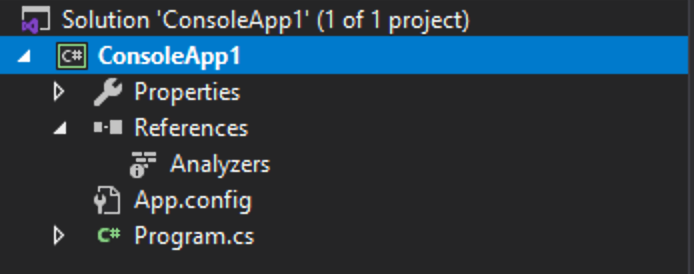 Solution 'ConsoleApp1' (1 of 1 project)
C# ConsoleApp1
Properties
References
Analyzers
App.config
C# Program.cs